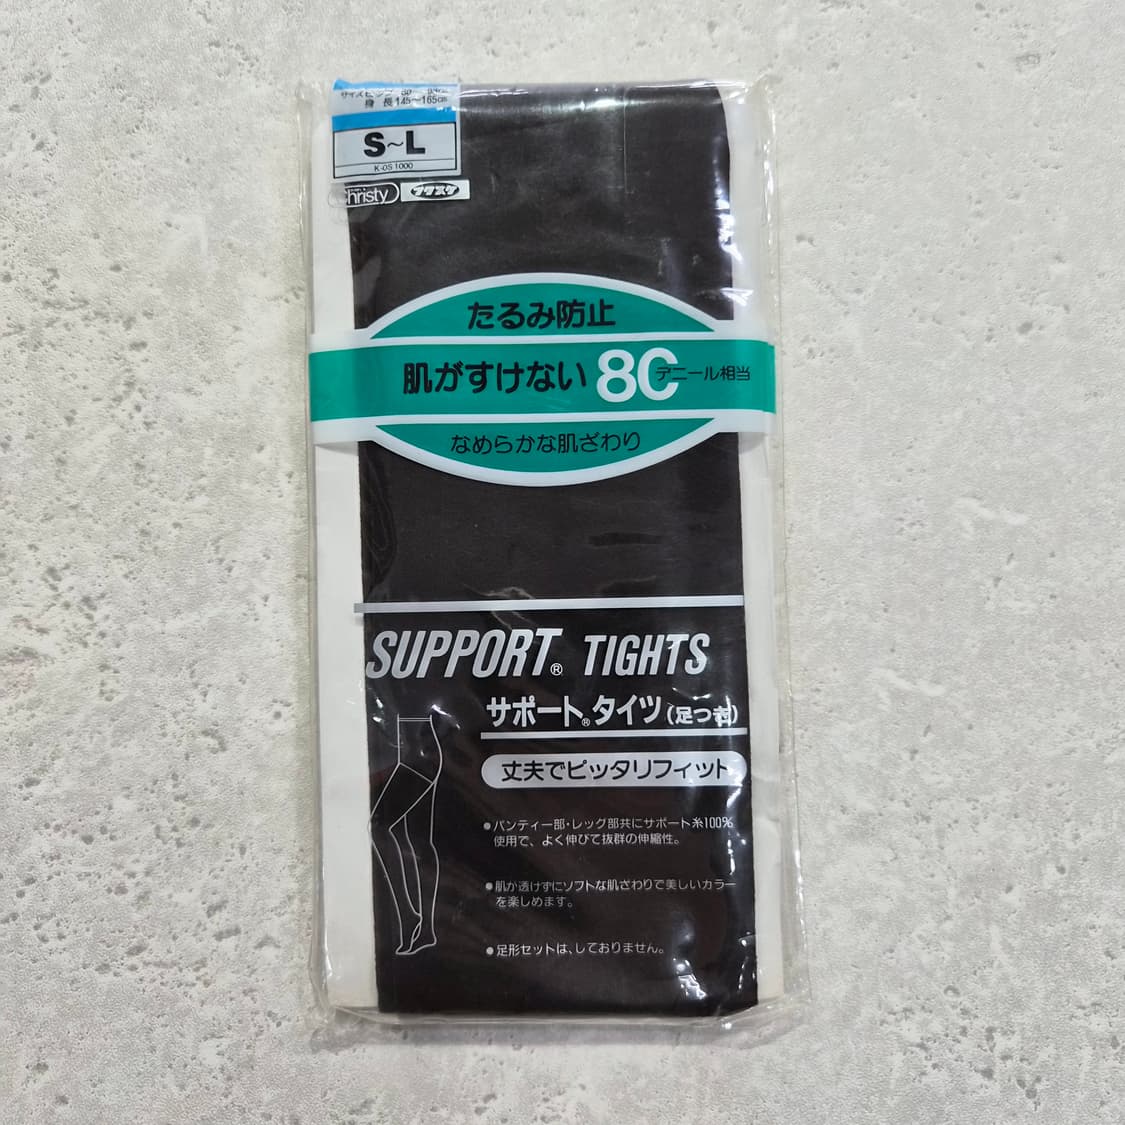 サイズ ヒップ 80〜98cm
身 長 145〜165cm
S~L
K-OS 1000
Christy フクスケ
たるみ防止
肌がすけない 80 デニール相当
なめらかな肌ざわり
SUPPORT® TIGHTS
サポート®タイツ(足つき)
丈夫でピッタリフィット
●パンティー部・レッグ部共にサポート糸100%
使用で、よく伸びて抜群の伸縮性。
●肌が透けずにソフトな肌ざわりで美しいカラー
を楽しめます。
●足形セットは、しておりません。